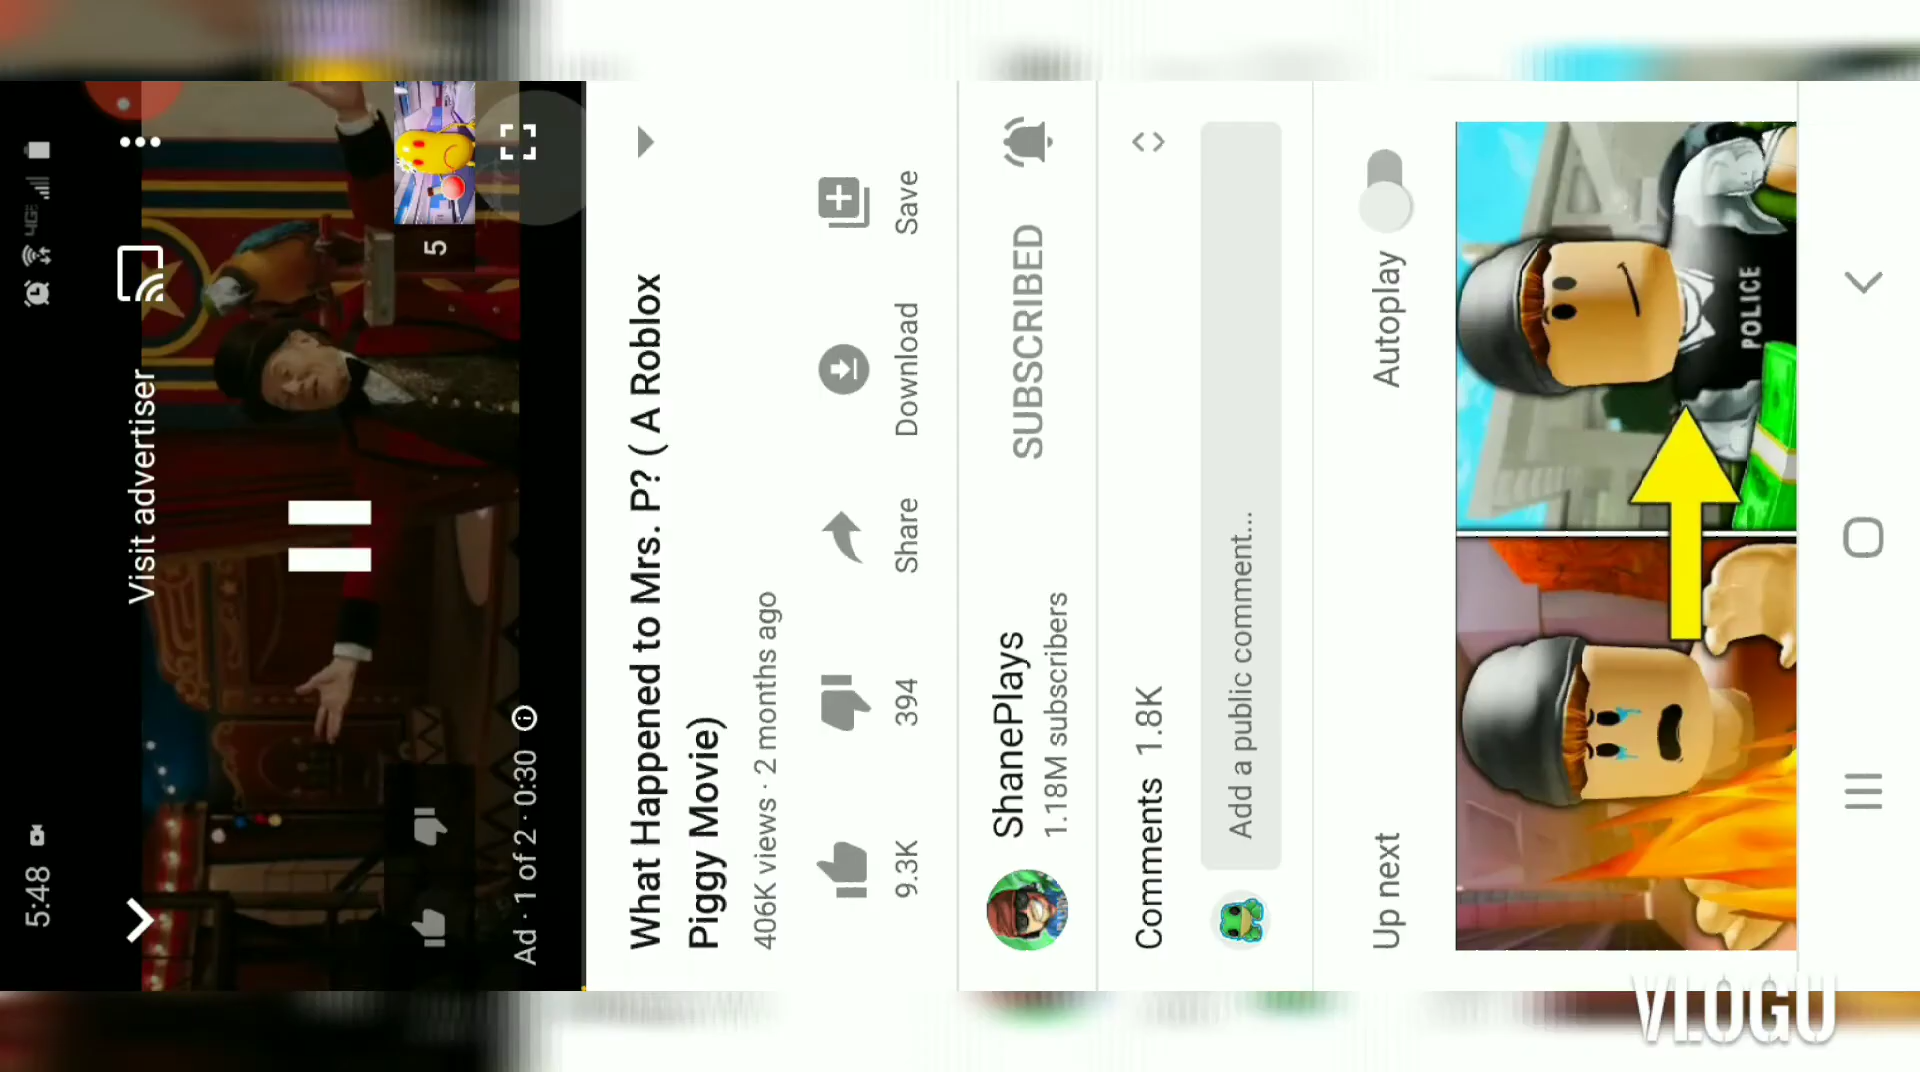 5:48
4GE
Visit advertiser
5
Ad · 1 of 2 · 0:30
What Happened to Mrs. P? ( A Roblox
Piggy Movie)
406K views · 2 months ago
9.3K
394
Share
Download
Save
ShanePlays
1.18M subscribers
SUBSCRIBED
Comments 1.8K
Add a public comment...
Up next
Autoplay
POLICE
VLOGU